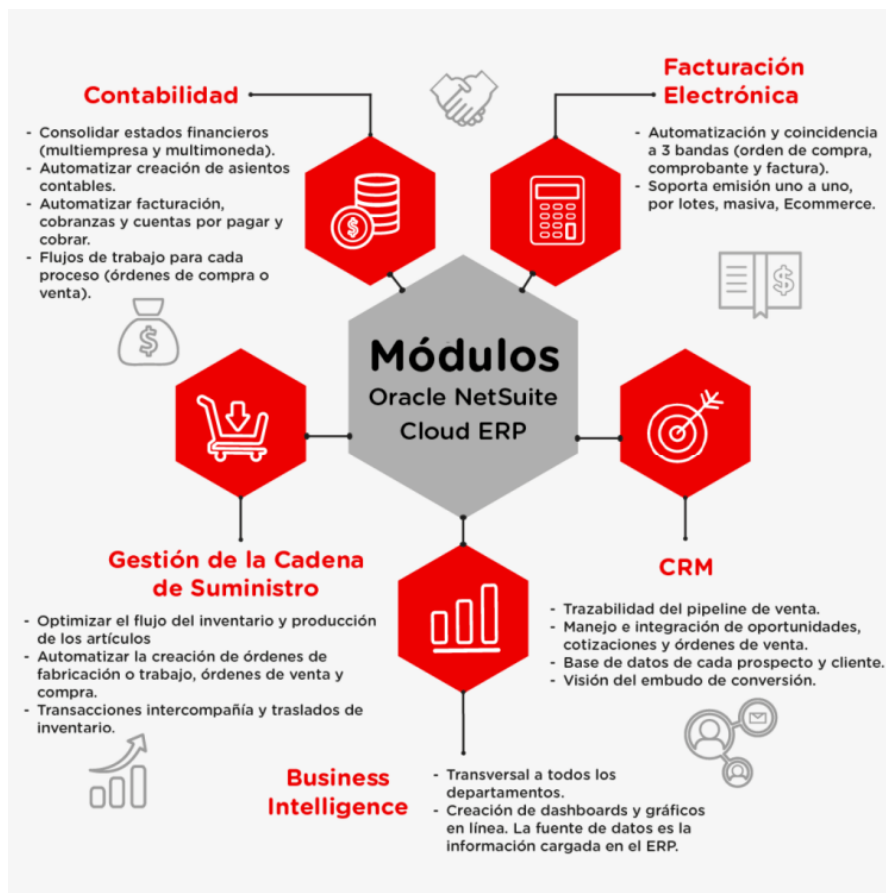 Contabilidad
- Consolidar estados financieros
(multiempresa y multimoneda).
- Automatizar creación de asientos
contables.
- Automatizar facturación,
cobranzas y cuentas por pagar y
cobrar.
- Flujos de trabajo para cada
proceso (órdenes de compra o
venta).
Facturación
Electrónica
- Automatización y coincidencia
a 3 bandas (orden de compra,
comprobante y factura).
- Soporta emisión uno a uno,
por lotes, masiva, Ecommerce.
Módulos
Oracle NetSuite
Cloud ERP
Gestión de la Cadena
de Suministro
- Optimizar el flujo del inventario y producción
de los artículos
- Automatizar la creación de órdenes de
fabricación o trabajo, órdenes de venta y
compra.
- Transacciones intercompañía y traslados de
inventario.
CRM
- Trazabilidad del pipeline de venta.
- Manejo e integración de oportunidades,
cotizaciones y órdenes de venta.
- Base de datos de cada prospecto y cliente.
- Visión del embudo de conversión.
Business
Intelligence
- Transversal a todos los
departamentos.
- Creación de dashboards y gráficos
en línea. La fuente de datos es la
información cargada en el ERP.